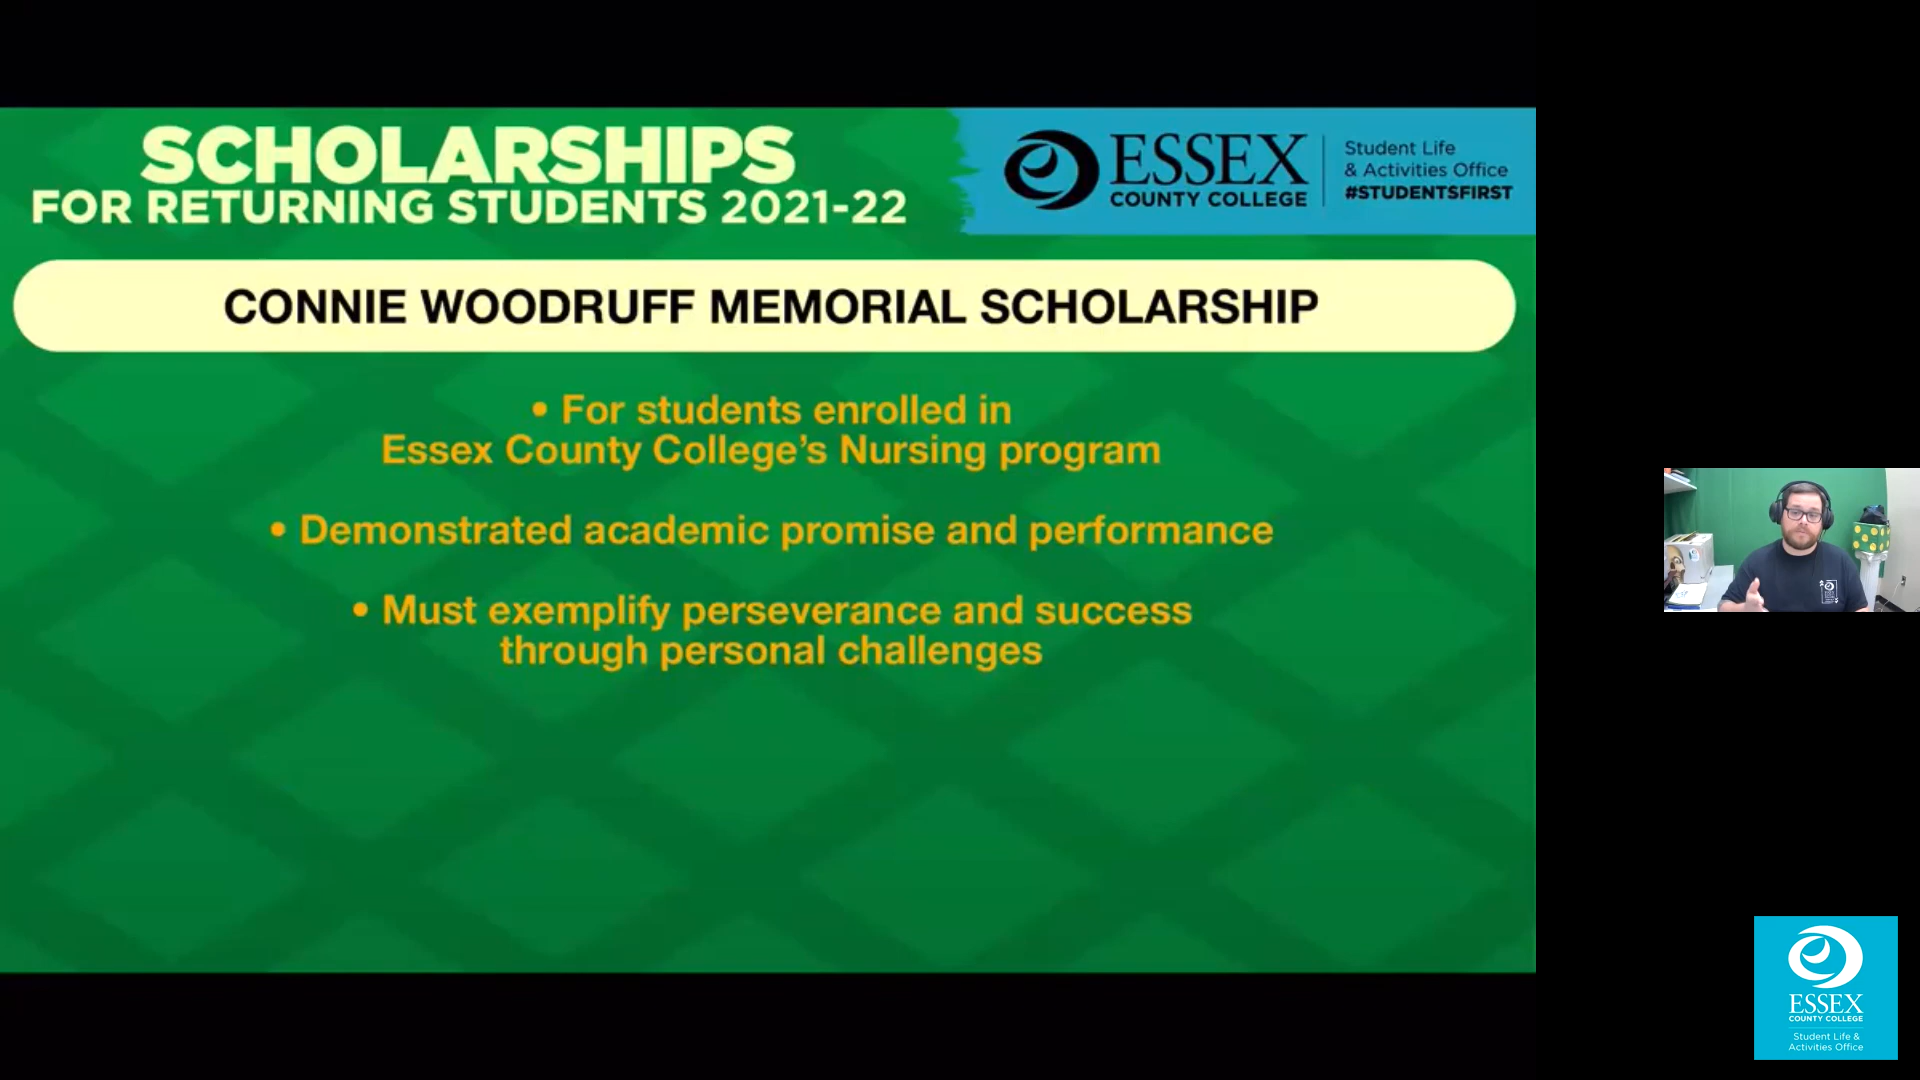 SCHOLARSHIPS
FOR RETURNING STUDENTS 2021-22
ESSEX
COUNTY COLLEGE
Student Life
& Activities Office
#STUDENTSFIRST
CONNIE WOODRUFF MEMORIAL SCHOLARSHIP
• For students enrolled in
Essex County College’s Nursing program
• Demonstrated academic promise and performance
• Must exemplify perseverance and success
through personal challenges
ESSEX
COUNTY COLLEGE
Student Life &
Activities Office